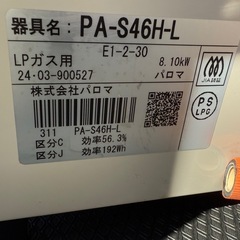 器具名：PA-S46H-L
E1-2-30
LPガス用 8.10kW
24-03-900527 パロマ
株式会社パロマ
JIA
PS
LPG
311 PA-S46H-L
区分C 効率56.3%
区分J 効率192Wh